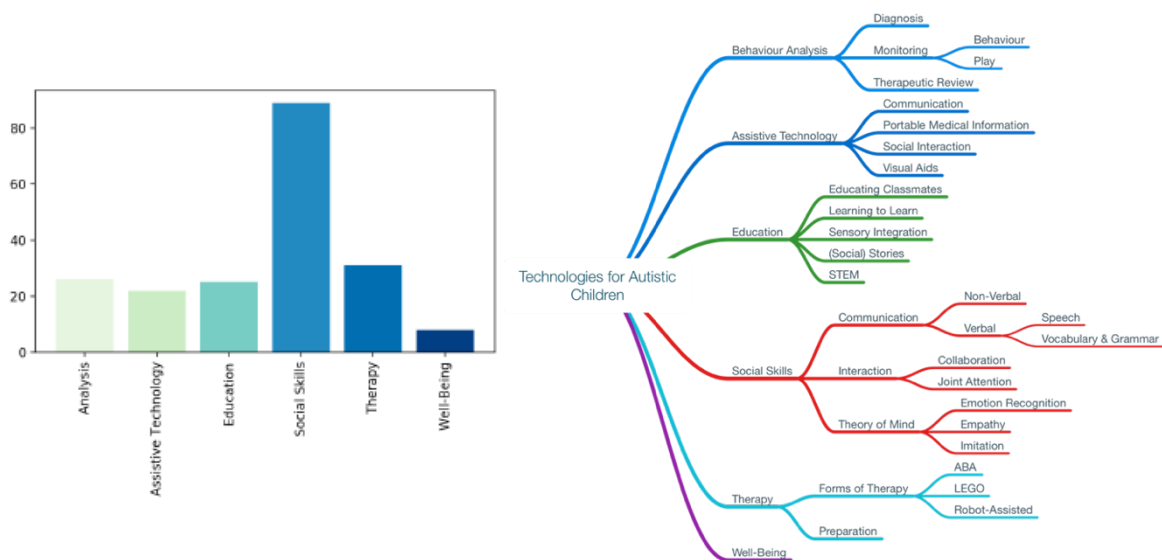 80
60
40
20
0
Analysis
Assistive Technology
Education
Social Skills
Therapy
Well-Being
Technologies for Autistic
Children
Behaviour Analysis
Diagnosis
Monitoring
Behaviour
Play
Therapeutic Review
Assistive Technology
Communication
Portable Medical Information
Social Interaction
Visual Aids
Education
Educating Classmates
Learning to Learn
Sensory Integration
(Social) Stories
STEM
Social Skills
Communication
Non-Verbal
Verbal
Speech
Vocabulary & Grammar
Interaction
Collaboration
Joint Attention
Theory of Mind
Emotion Recognition
Empathy
Imitation
Therapy
Forms of Therapy
ABA
LEGO
Robot-Assisted
Preparation
Well-Being